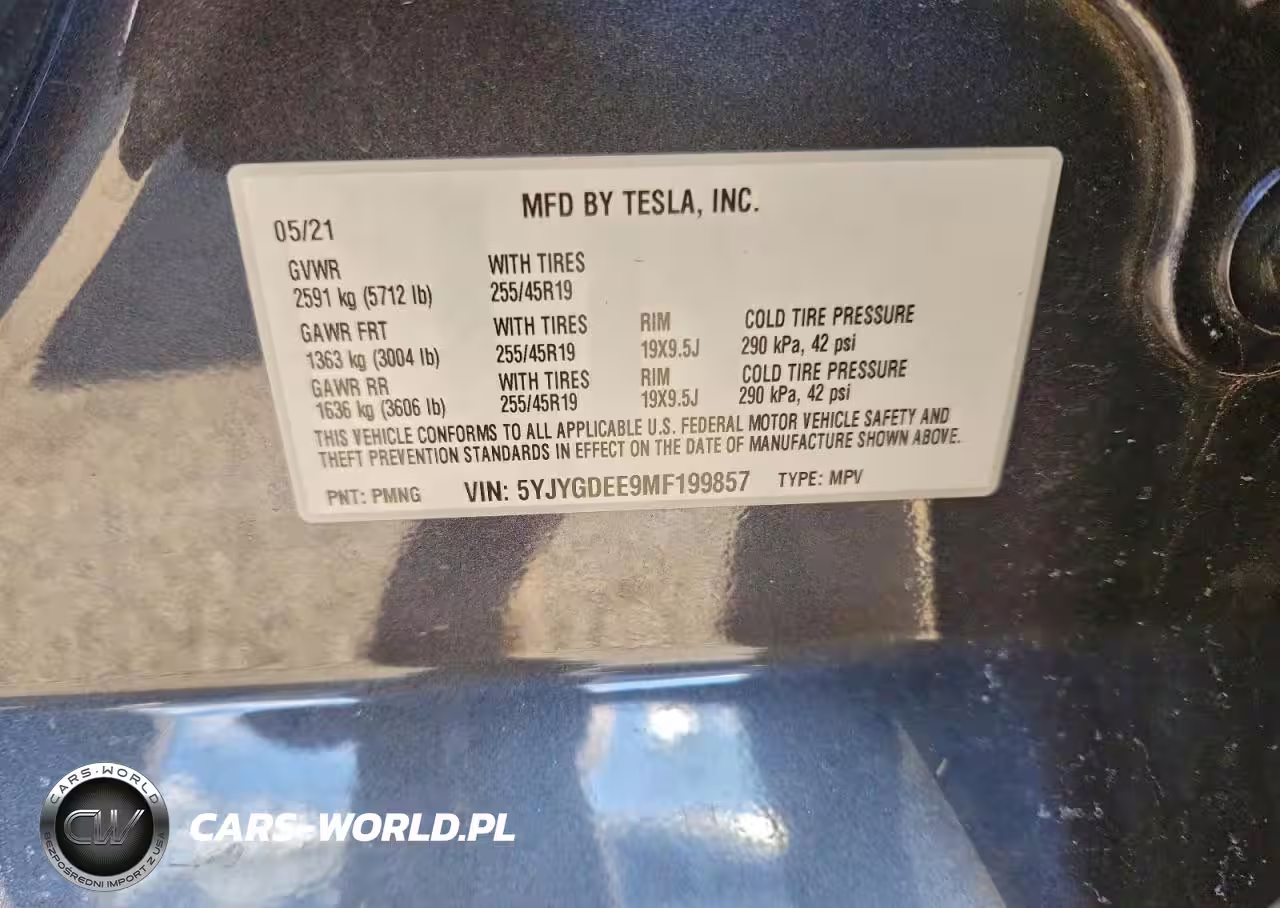 MFD BY TESLA, INC.
05/21
GVWR WITH TIRES
2591 kg (5712 lb) 255/45R19
GAWR FRT WITH TIRES RIM COLD TIRE PRESSURE
1363 kg (3004 lb) 255/45R19 19X9.5J 290 kPa, 42 psi
GAWR RR WITH TIRES RIM COLD TIRE PRESSURE
1636 kg (3606 lb) 255/45R19 19X9.5J 290 kPa, 42 psi
THIS VEHICLE CONFORMS TO ALL APPLICABLE U.S. FEDERAL MOTOR VEHICLE SAFETY AND
THEFT PREVENTION STANDARDS IN EFFECT ON THE DATE OF MANUFACTURE SHOWN ABOVE.
PNT: PMNG VIN: 5YJYGDEE9MF199857 TYPE: MPV
CARS-WORLD
CW
BEZPOŚREDNI IMPORT Z USA
CARS-WORLD.PL